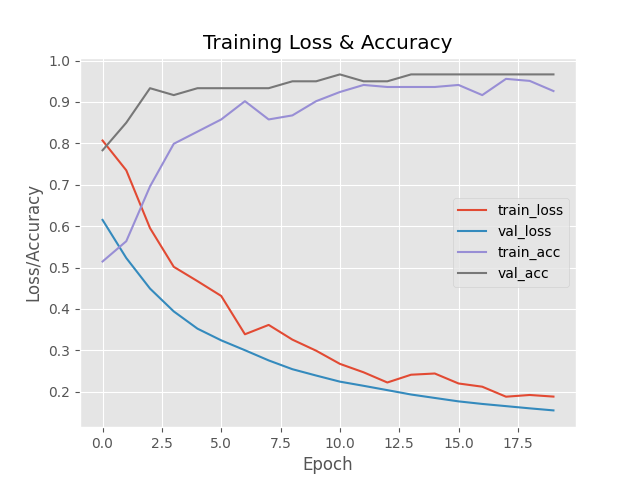 Training Loss & Accuracy
Loss/Accuracy
1.0
0.9
0.8
0.7
0.6
0.5
0.4
0.3
0.2
train_loss
val_loss
train_acc
val_acc
0.0 2.5 5.0 7.5 10.0 12.5 15.0 17.5
Epoch